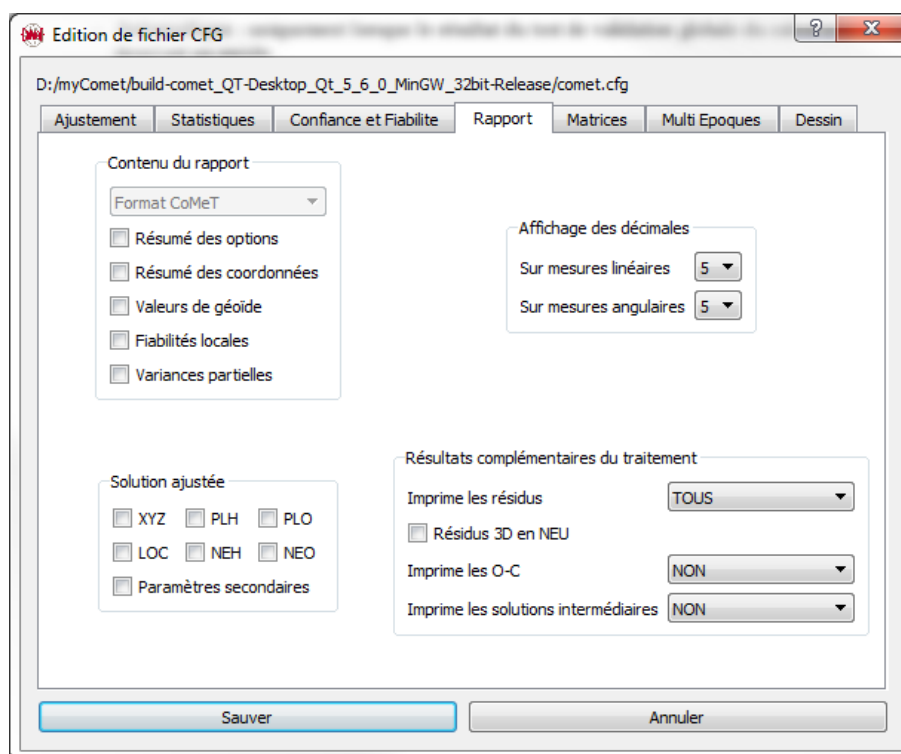 Edition de fichier CFG
?
X
D:/myComet/build-comet_QT-Desktop_Qt_5_6_0_MinGW_32bit-Release/comet.cfg
Ajustement Statistiques Confiance et Fiabilite Rapport Matrices Multi Epoques Dessin
Contenu du rapport
Format CoMeT
Résumé des options
Résumé des coordonnées
Valeurs de géoïde
Fiabilités locales
Variances partielles
Affichage des décimales
Sur mesures linéaires 5
Sur mesures angulaires 5
Solution ajustée
XYZ PLH PLO
LOC NEH NEO
Paramètres secondaires
Résultats complémentaires du traitement
Imprime les résidus TOUS
Résidus 3D en NEU
Imprime les O-C NON
Imprime les solutions intermédiaires NON
Sauver Annuler